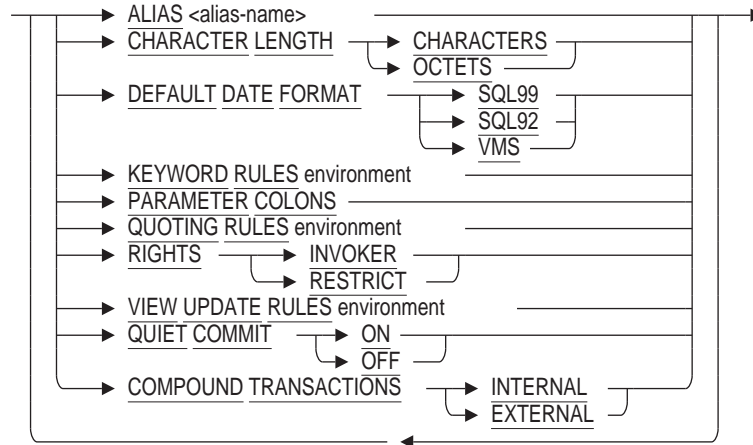 ALIAS <alias-name>
CHARACTER LENGTH CHARACTERS
OCTETS
DEFAULT DATE FORMAT SQL99
SQL92
VMS
KEYWORD RULES environment
PARAMETER COLONS
QUOTING RULES environment
RIGHTS INVOKER
RESTRICT
VIEW UPDATE RULES environment
QUIET COMMIT ON
OFF
COMPOUND TRANSACTIONS INTERNAL
EXTERNAL